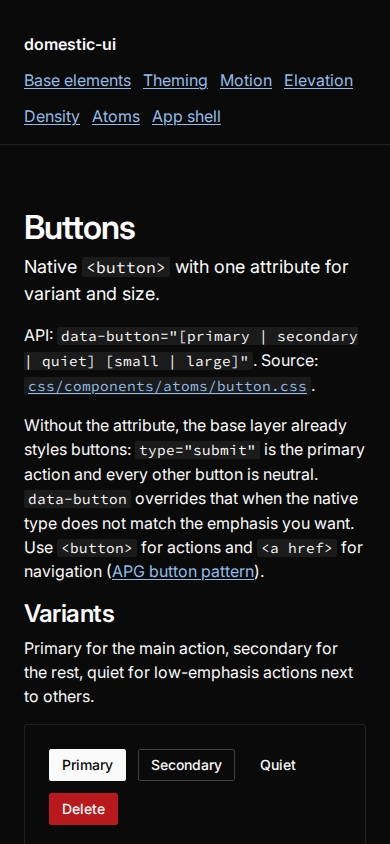 domestic-ui
Base elements Theming Motion Elevation
Density Atoms App shell
Buttons
Native <button> with one attribute for
variant and size.
API: data-button="[primary | secondary
| quiet] [small | large]". Source:
css/components/atoms/button.css.
Without the attribute, the base layer already
styles buttons: type="submit" is the primary
action and every other button is neutral.
data-button overrides that when the native
type does not match the emphasis you want.
Use <button> for actions and <a href> for
navigation (APG button pattern).
Variants
Primary for the main action, secondary for
the rest, quiet for low-emphasis actions next
to others.
Primary Secondary Quiet
Delete